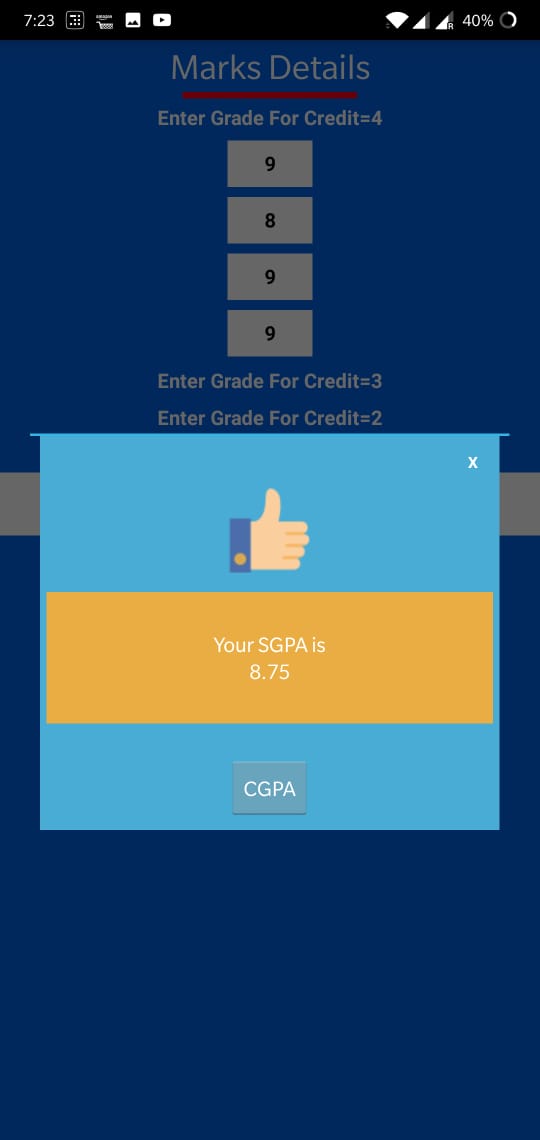 7:23
40%
Marks Details
Enter Grade For Credit=4
9
8
9
9
Enter Grade For Credit=3
Enter Grade For Credit=2
X
Your SGPA is
8.75
CGPA